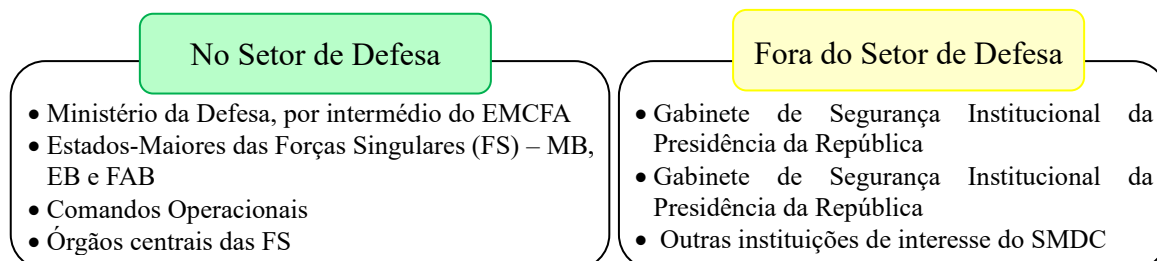 No Setor de Defesa
• Ministério da Defesa, por intermédio do EMCFA
• Estados-Maiores das Forças Singulares (FS) – MB,
EB e FAB
• Comandos Operacionais
• Órgãos centrais das FS
Fora do Setor de Defesa
• Gabinete de Segurança Institucional da
Presidência da República
• Gabinete de Segurança Institucional da
Presidência da República
• Outras instituições de interesse do SMDC